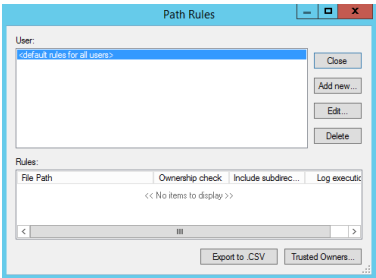 Path Rules
User:
<default rules for all users>
Close
Add new...
Edit...
Delete
Rules:
File Path Ownership check Include subdirec... Log executio
<< No items to display >>
Export to .CSV Trusted Owners...